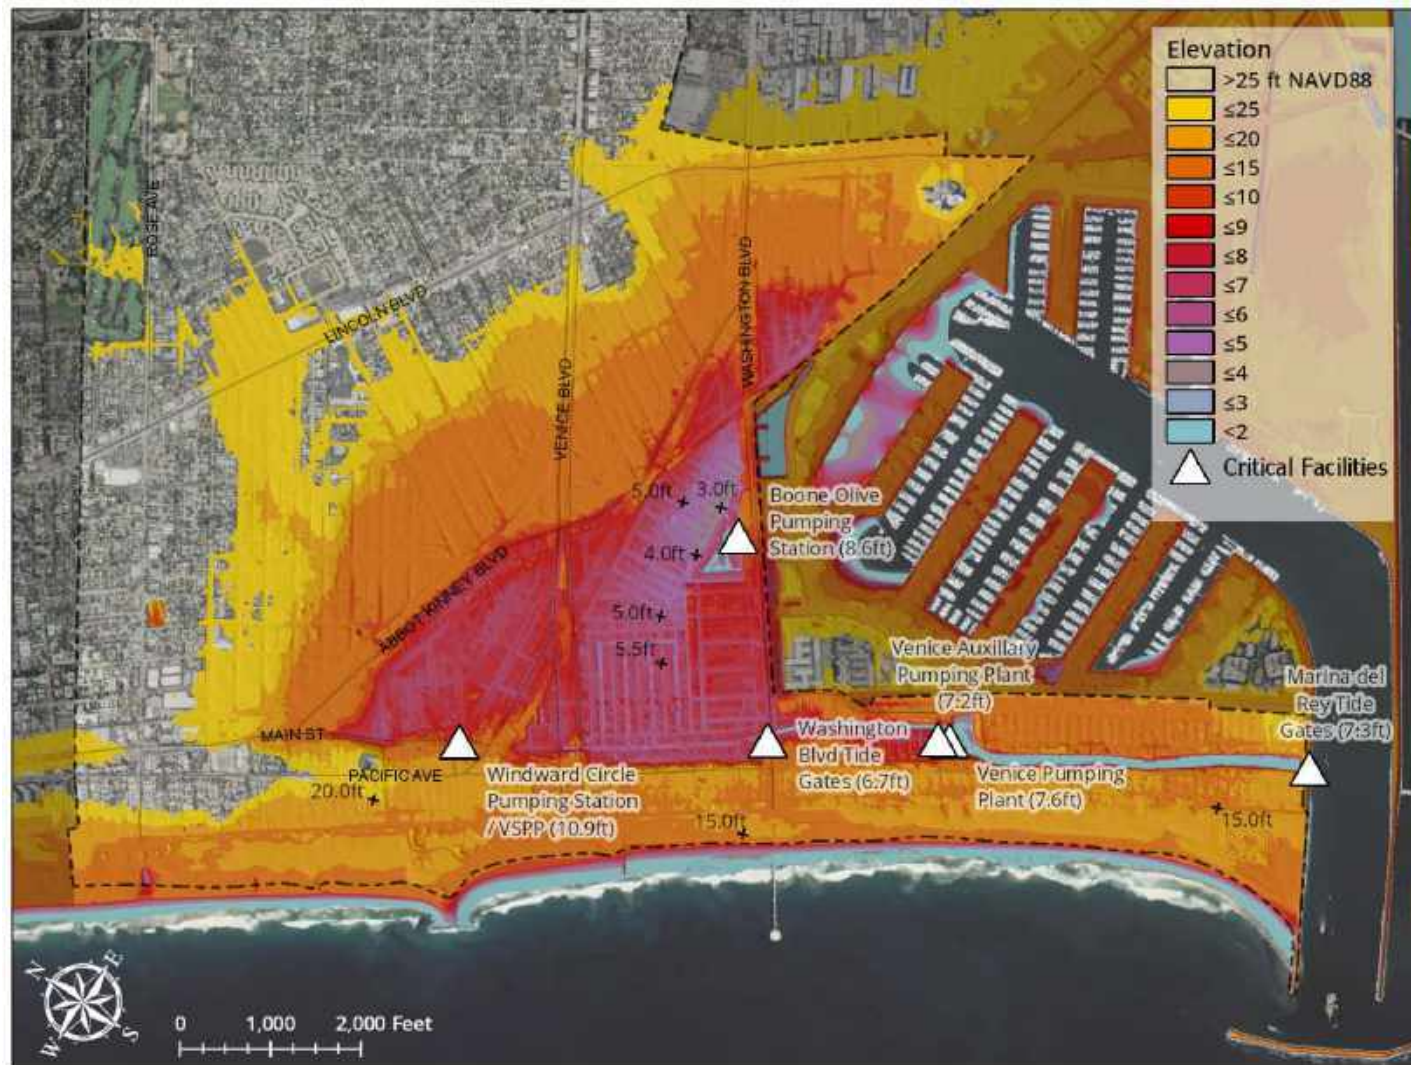 Elevation
>25 ft NAVD88
≤25
≤20
≤15
≤10
≤9
≤8
≤7
≤6
≤5
≤4
≤3
<2
Critical Facilities
ROSE AVE
LINCOLN BLVD
VENICE BLVD
WASHINGTON BLVD
ABBOT KINNEY BLVD
5.0ft
3.0ft
4.0ft
5.0ft
5.5ft
Boone Olive
Pumping
Station (8.6ft)
Venice Auxillary
Pumping Plant
(7.2ft)
Marina del
Rey Tide
Gates (7.3ft)
MAIN ST
Washington
Blvd Tide
Gates (6.7ft)
PACIFIC AVE
20.0ft
Windward Circle
Pumping Station
/ VSPP (10.9ft)
Venice Pumping
Plant (7.6ft)
15.0ft
15.0ft
N
E
W
S
0 1,000 2,000 Feet